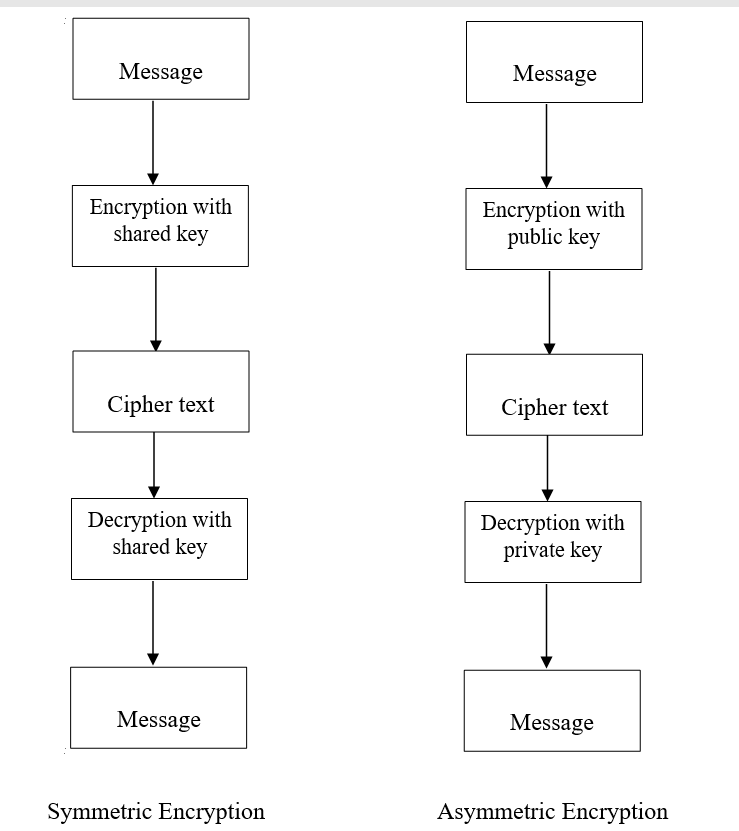 Message
Encryption with
shared key
Cipher text
Decryption with
shared key
Message
Symmetric Encryption
Message
Encryption with
public key
Cipher text
Decryption with
private key
Message
Asymmetric Encryption